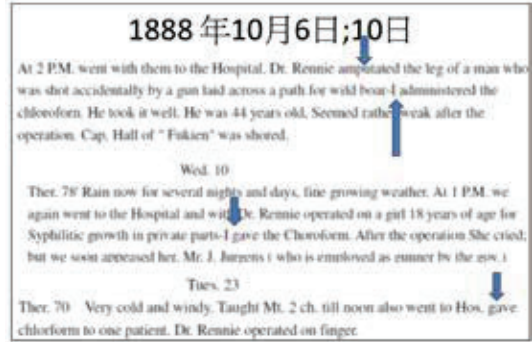 1888 年10月6日;10日
At 2 P.M. went with them to the Hospital. Dr. Rennie amputated the leg of a man who
was shot accidentally by a gun laid across a path for wild boar-I administered the
chloroform. He took it well. He was 44 years old, Seemed rather weak after the
operation. Cap. Hall of "Fukien" was shored.
Wed. 10
Ther. 78' Rain now for several nights and days, fine growing weather. At 1 P.M. we
again went to the Hospital and with Dr. Rennie operated on a girl 18 years of age for
Syphilitic growth in private parts-I gave the Choroform. After the operation She cried;
but we soon appeased her. Mr. J. Jurgens ( who is employed as gunner by the gov. )
Tues. 23
Ther. 70 Very cold and windy. Taught Mt. 2 ch. till noon also went to Hos. gave
chlorform to one patient. Dr. Rennie operated on finger.